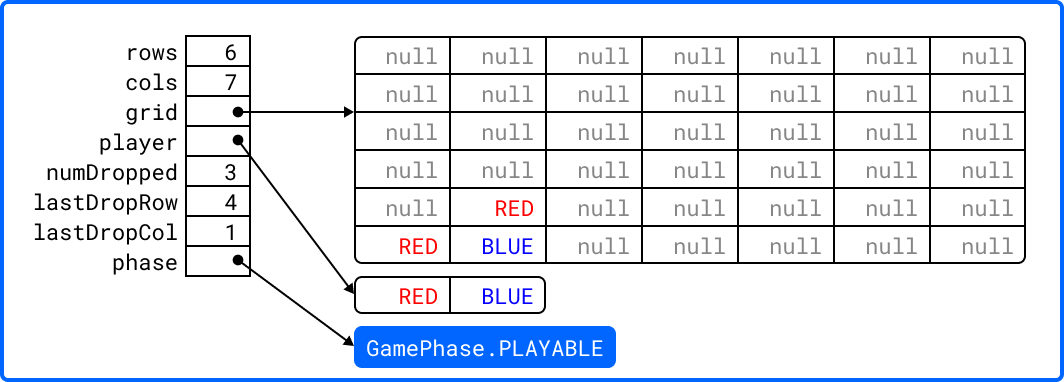 rows 6
cols 7
grid
player
numDropped 3
lastDropRow 4
lastDropCol 1
phase
null null null null null null null
null null null null null null null
null null null null null null null
null null null null null null null
null RED null null null null null
RED BLUE null null null null null
RED BLUE
GamePhase.PLAYABLE